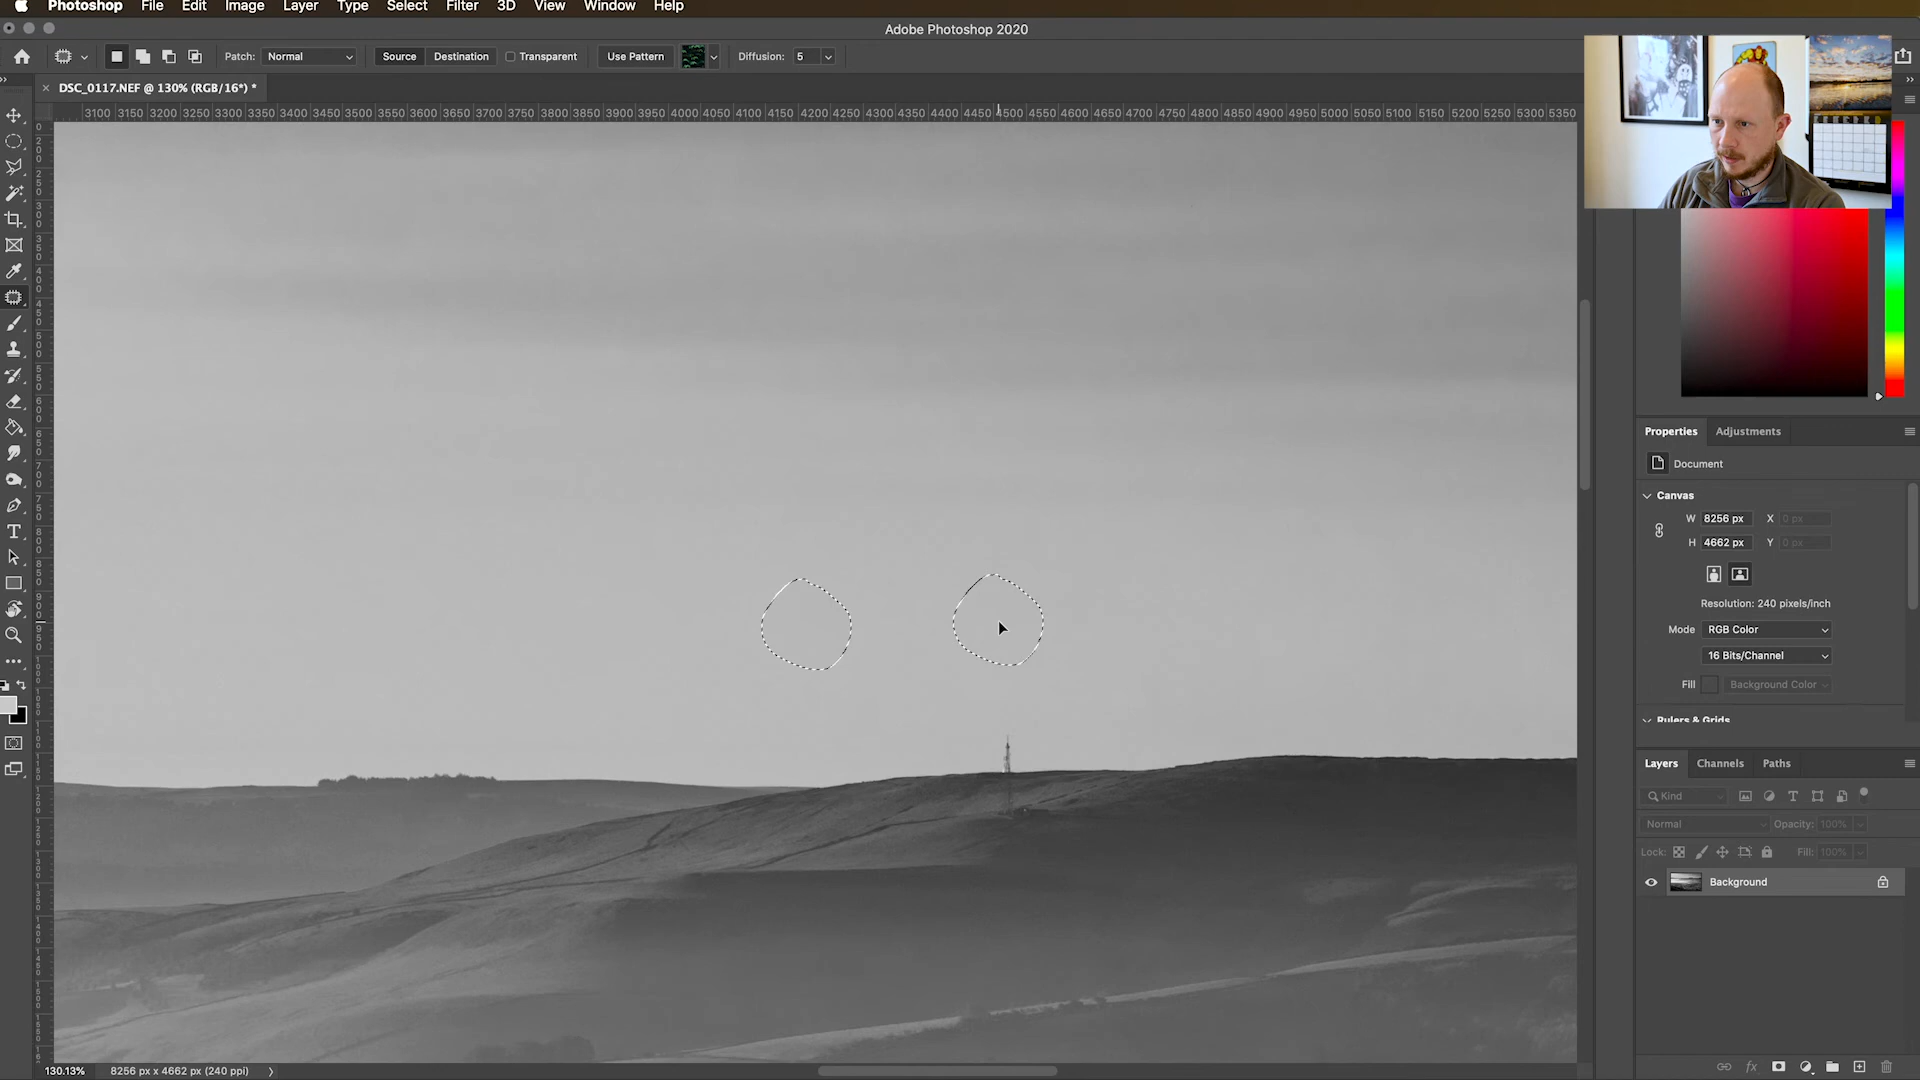 Photoshop File Edit Image Layer Type Select Filter 3D View Window Help
Adobe Photoshop 2020
Patch: Normal Source Destination Transparent Use Pattern Diffusion: 5
× DSC_0117.NEF @ 130% (RGB/16*) *
3100 3150 3200 3250 3300 3350 3400 3450 3500 3550 3600 3650 3700 3750 3800 3850 3900 3950 4000 4050 4100 4150 4200 4250 4300 4350 4400 4450 4500 4550 4600 4650 4700 4750 4800 4850 4900 4950 5000 5050 5100 5150 5200 5250 5300 5350
Properties Adjustments
Document
Canvas
W 8256 px X 0 px
H 4662 px Y 0 px
Resolution: 240 pixels/inch
Mode RGB Color
16 Bits/Channel
Fill Background Color
Rulers & Grids
Layers Channels Paths
Kind
Normal Opacity: 100%
Lock: Fill: 100%
Background
130.13% 8256 px x 4662 px (240 ppi)